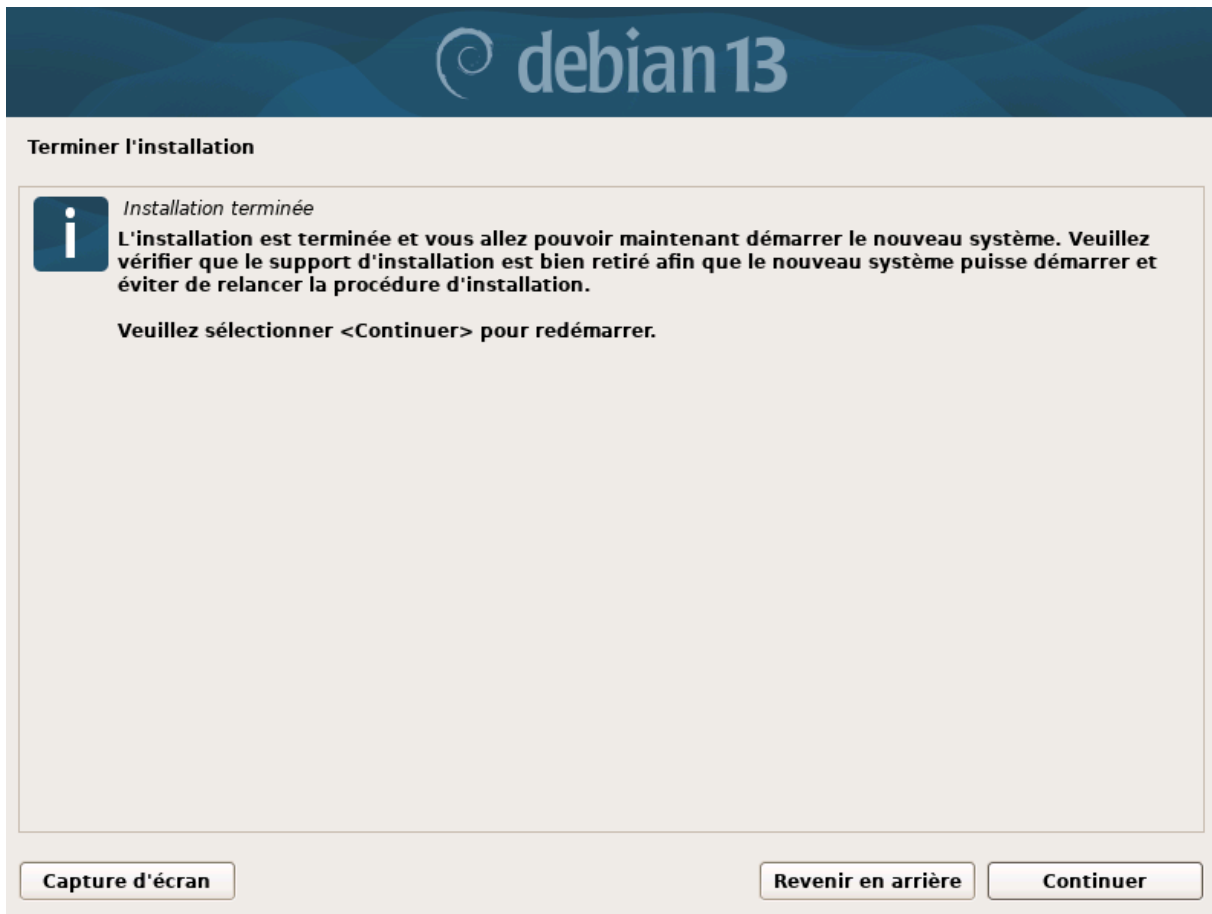 debian 13
Terminer l'installation
Installation terminée
L'installation est terminée et vous allez pouvoir maintenant démarrer le nouveau système. Veuillez
vérifier que le support d'installation est bien retiré afin que le nouveau système puisse démarrer et
éviter de relancer la procédure d'installation.
Veuillez sélectionner <Continuer> pour redémarrer.
Capture d'écran
Revenir en arrière
Continuer